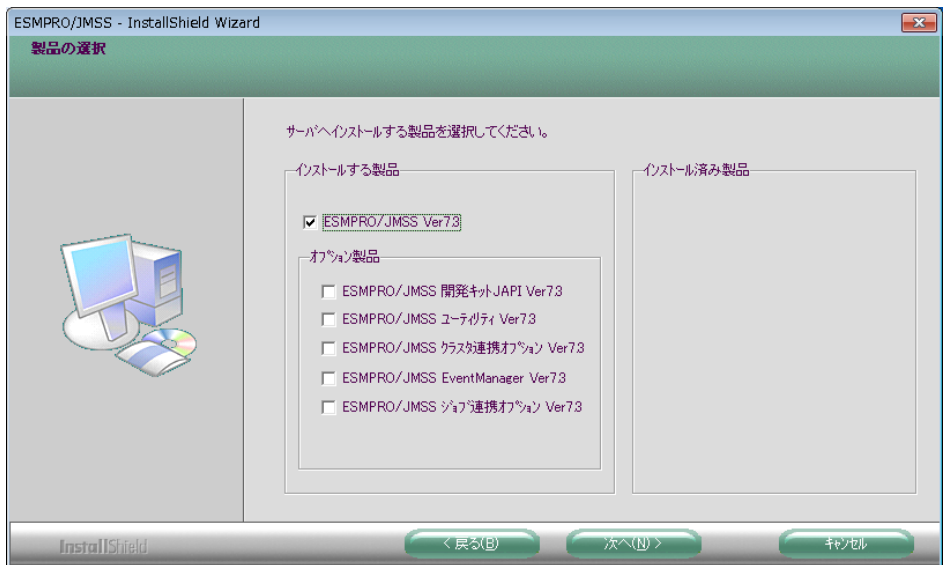 ESMPRO/JMSS - InstallShield Wizard
製品の選択
サーバへインストールする製品を選択してください。
インストールする製品
インストール済み製品
ESMPRO/JMSS Ver7.3
オプション製品
ESMPRO/JMSS 開発キットJAPI Ver7.3
ESMPRO/JMSS ユーティリティ Ver7.3
ESMPRO/JMSS クラスタ連携オプション Ver7.3
ESMPRO/JMSS EventManager Ver7.3
ESMPRO/JMSS ジョブ連携オプション Ver7.3
InstallShield
< 戻る(B)
次へ(N) >
キャンセル